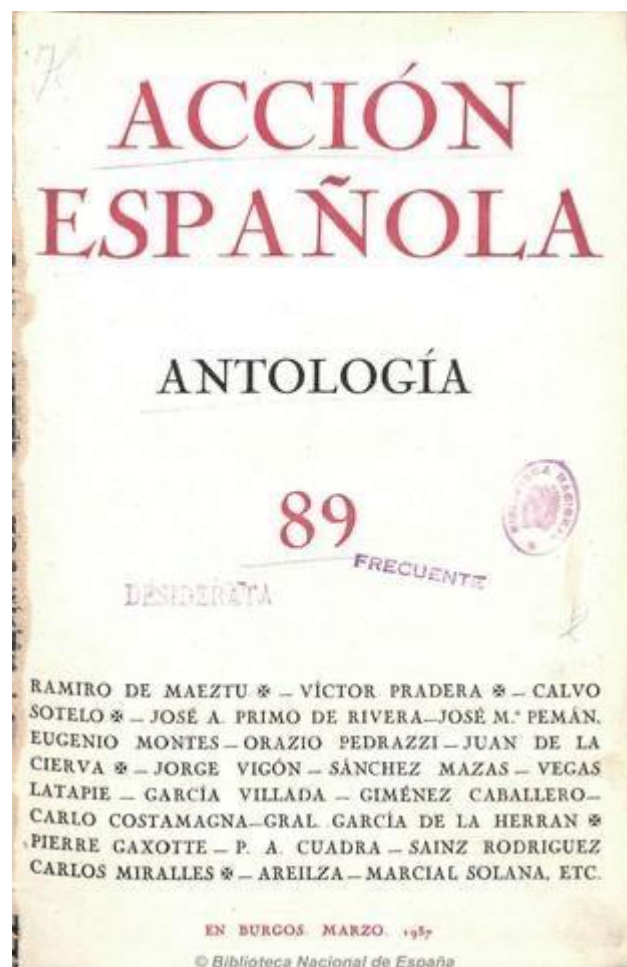 ACCIÓN
ESPAÑOLA
ANTOLOGÍA
89
FRECUENTE
DESIDERATA
RAMIRO DE MAEZTU ✠ – VÍCTOR PRADERA ✠ – CALVO
SOTELO ✠ – JOSÉ A. PRIMO DE RIVERA–JOSÉ M.ª PEMÁN.
EUGENIO MONTES – ORAZIO PEDRAZZI – JUAN DE LA
CIERVA ✠ – JORGE VIGÓN – SÁNCHEZ MAZAS – VEGAS
LATAPIE – GARCÍA VILLADA – GIMÉNEZ CABALLERO–
CARLO COSTAMAGNA–GRAL. GARCÍA DE LA HERRAN ✠
PIERRE GAXOTTE – P. A. CUADRA – SAINZ RODRIGUEZ
CARLOS MIRALLES ✠ – AREILZA – MARCIAL SOLANA, ETC.
EN BURGOS MARZO 1937
© Biblioteca Nacional de España